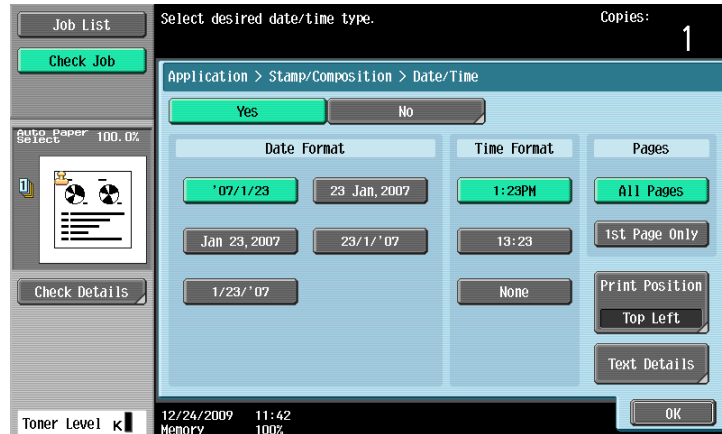 Job List
Check Job
Select desired date/time type.
Copies:
1
Application > Stamp/Composition > Date/Time
Yes
No
Auto Paper Select
100.0%
1
Date Format
Time Format
Pages
'07/1/23
23 Jan,2007
1:23PM
All Pages
Jan 23,2007
23/1/'07
13:23
1st Page Only
1/23/'07
None
Check Details
Print Position
Top Left
Text Details
OK
Toner Level K
12/24/2009 11:42
Memory 100%